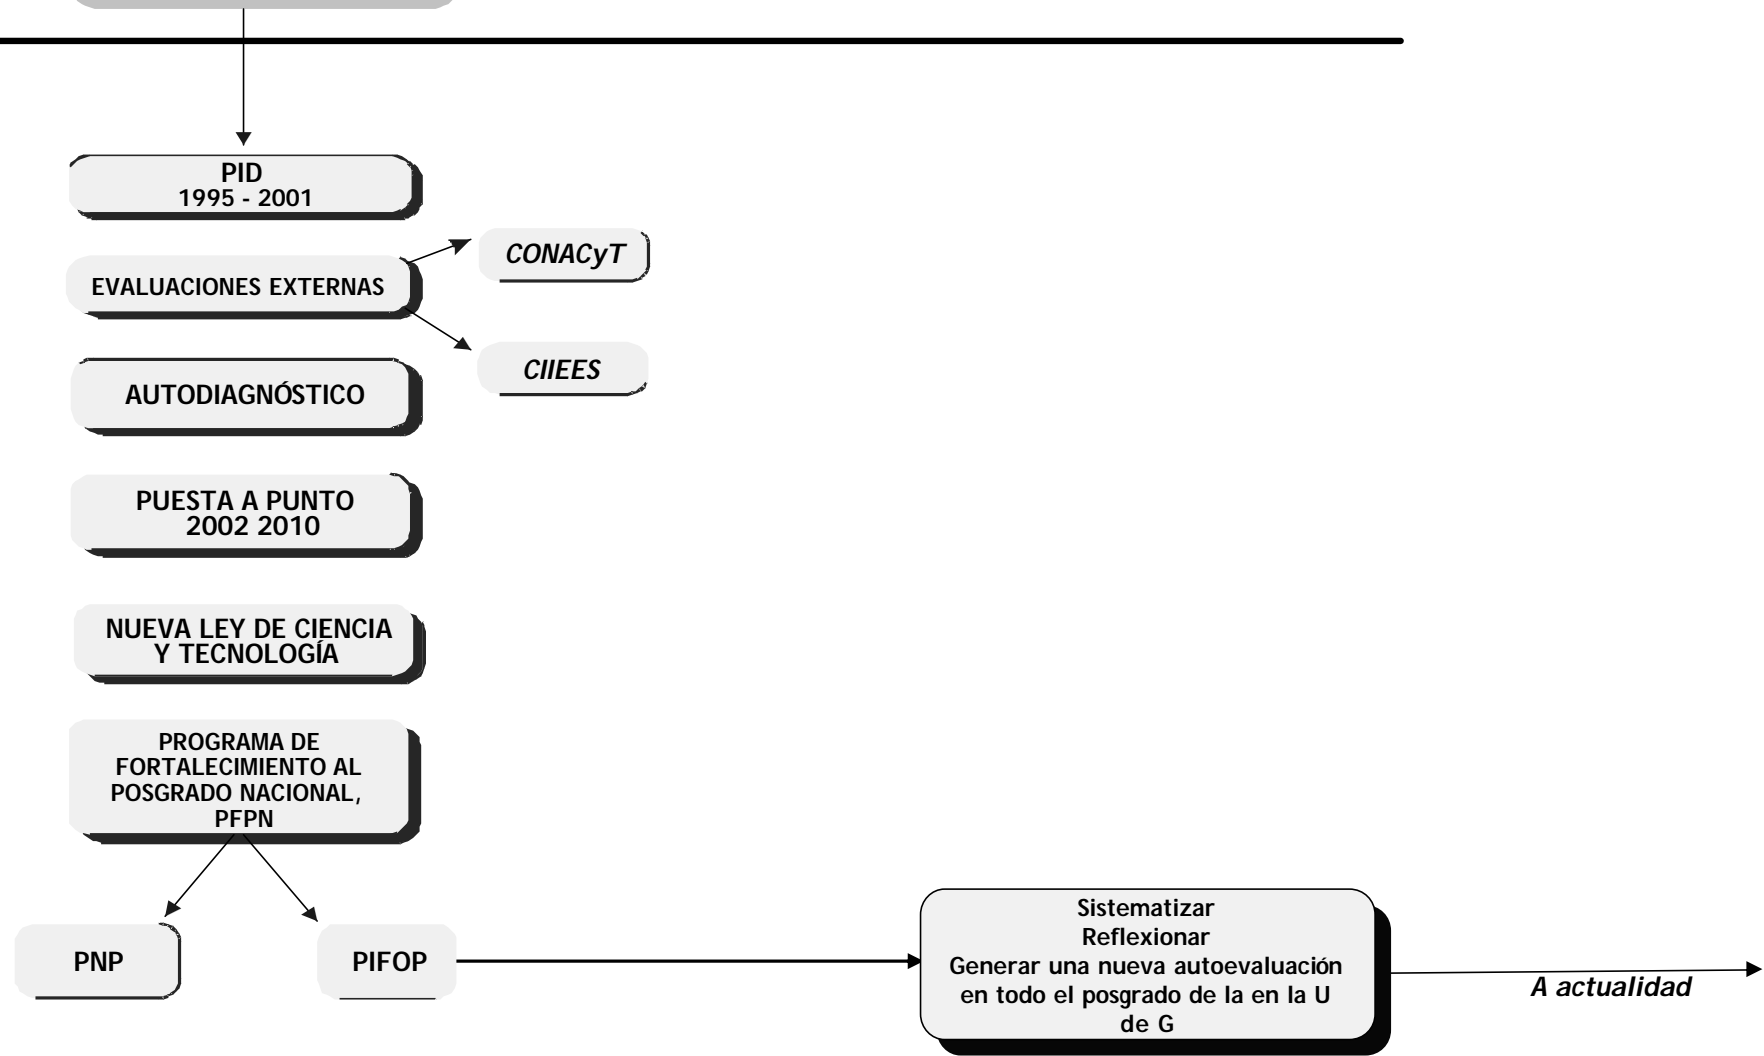 PID
1995 - 2001
CONACyT
EVALUACIONES EXTERNAS
CIIEES
AUTODIAGNÓSTICO
PUESTA A PUNTO
2002 2010
NUEVA LEY DE CIENCIA
Y TECNOLOGÍA
PROGRAMA DE
FORTALECIMIENTO AL
POSGRADO NACIONAL,
PFPN
PNP
PIFOP
Sistematizar
Reflexionar
Generar una nueva autoevaluación
en todo el posgrado de la en la U
de G
A actualidad